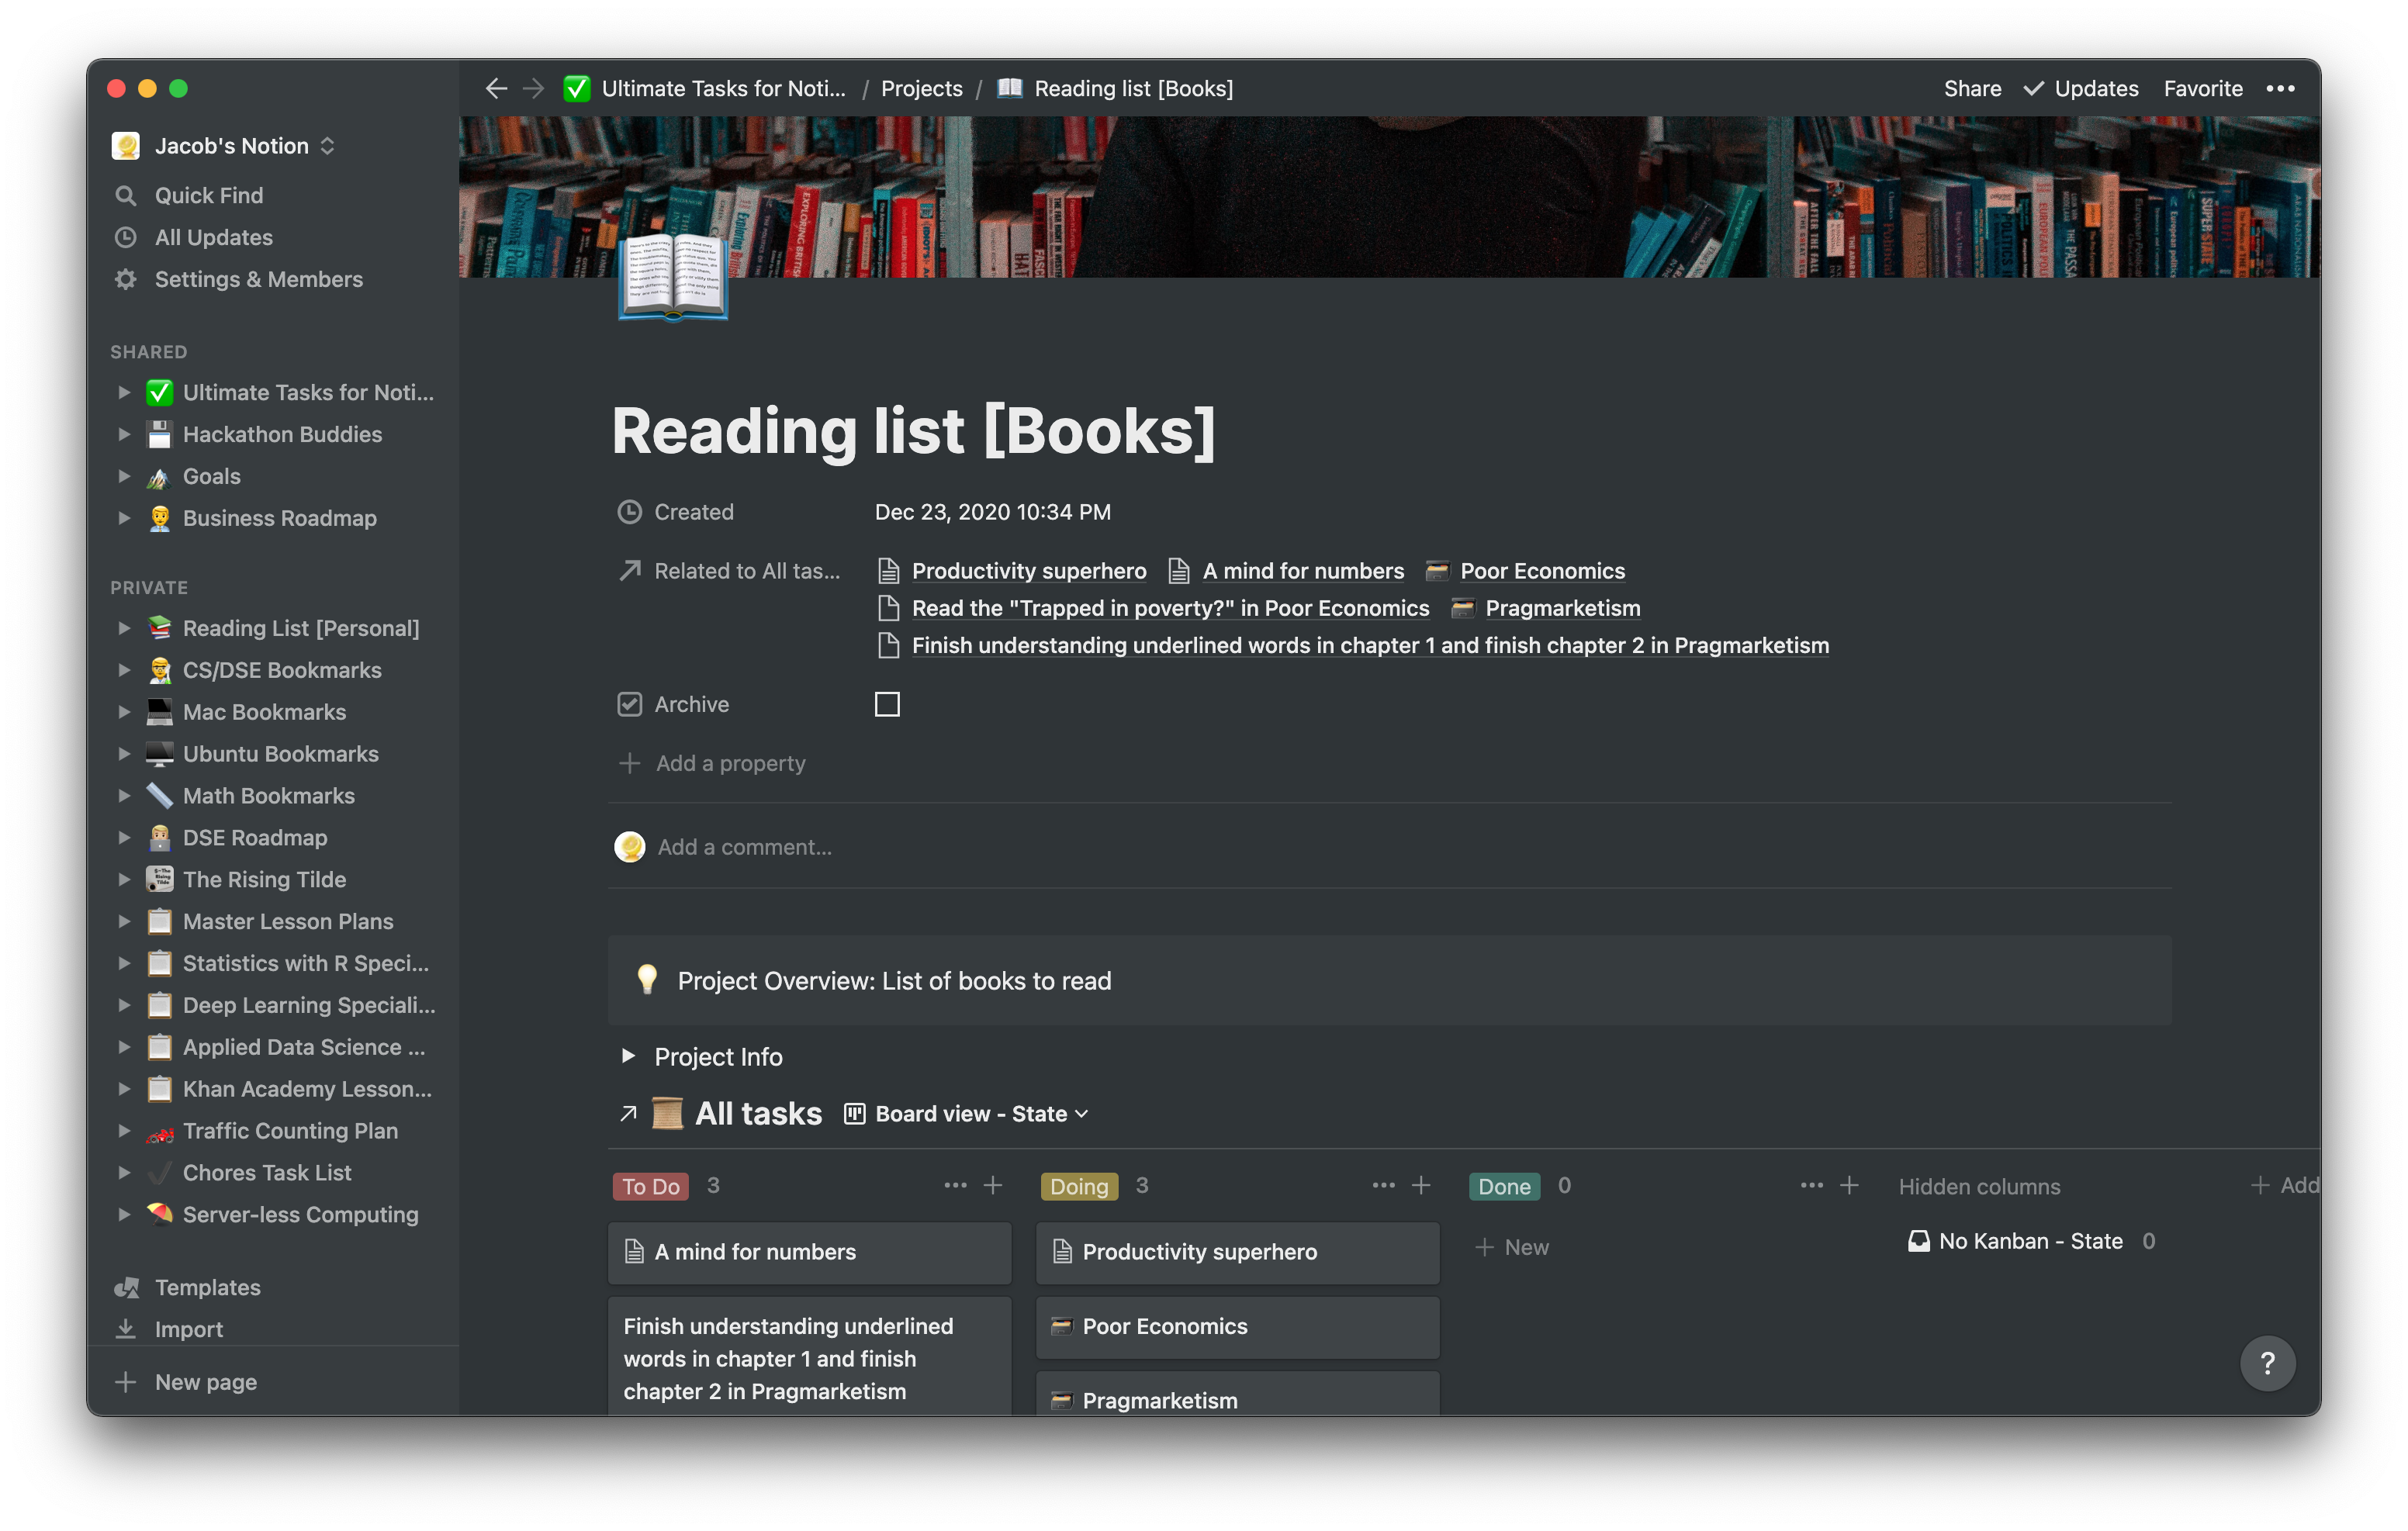 Ultimate Tasks for Noti... / Projects / Reading list [Books]
Share Updates Favorite
Jacob's Notion
Quick Find
All Updates
Settings & Members
SHARED
Ultimate Tasks for Noti...
Hackathon Buddies
Goals
Business Roadmap
PRIVATE
Reading List [Personal]
CS/DSE Bookmarks
Mac Bookmarks
Ubuntu Bookmarks
Math Bookmarks
DSE Roadmap
The Rising Tilde
Master Lesson Plans
Statistics with R Speci...
Deep Learning Speciali...
Applied Data Science ...
Khan Academy Lesson...
Traffic Counting Plan
Chores Task List
Server-less Computing
Templates
Import
New page
Reading list [Books]
Created Dec 23, 2020 10:34 PM
Related to All tas... Productivity superhero A mind for numbers Poor Economics
Read the "Trapped in poverty?" in Poor Economics Pragmarketism
Finish understanding underlined words in chapter 1 and finish chapter 2 in Pragmarketism
Archive
Add a property
Add a comment...
Project Overview: List of books to read
Project Info
All tasks Board view - State
To Do 3
Doing 3
Done 0
Hidden columns
Add
A mind for numbers
Finish understanding underlined
words in chapter 1 and finish
chapter 2 in Pragmarketism
Productivity superhero
Poor Economics
Pragmarketism
New
No Kanban - State 0
?